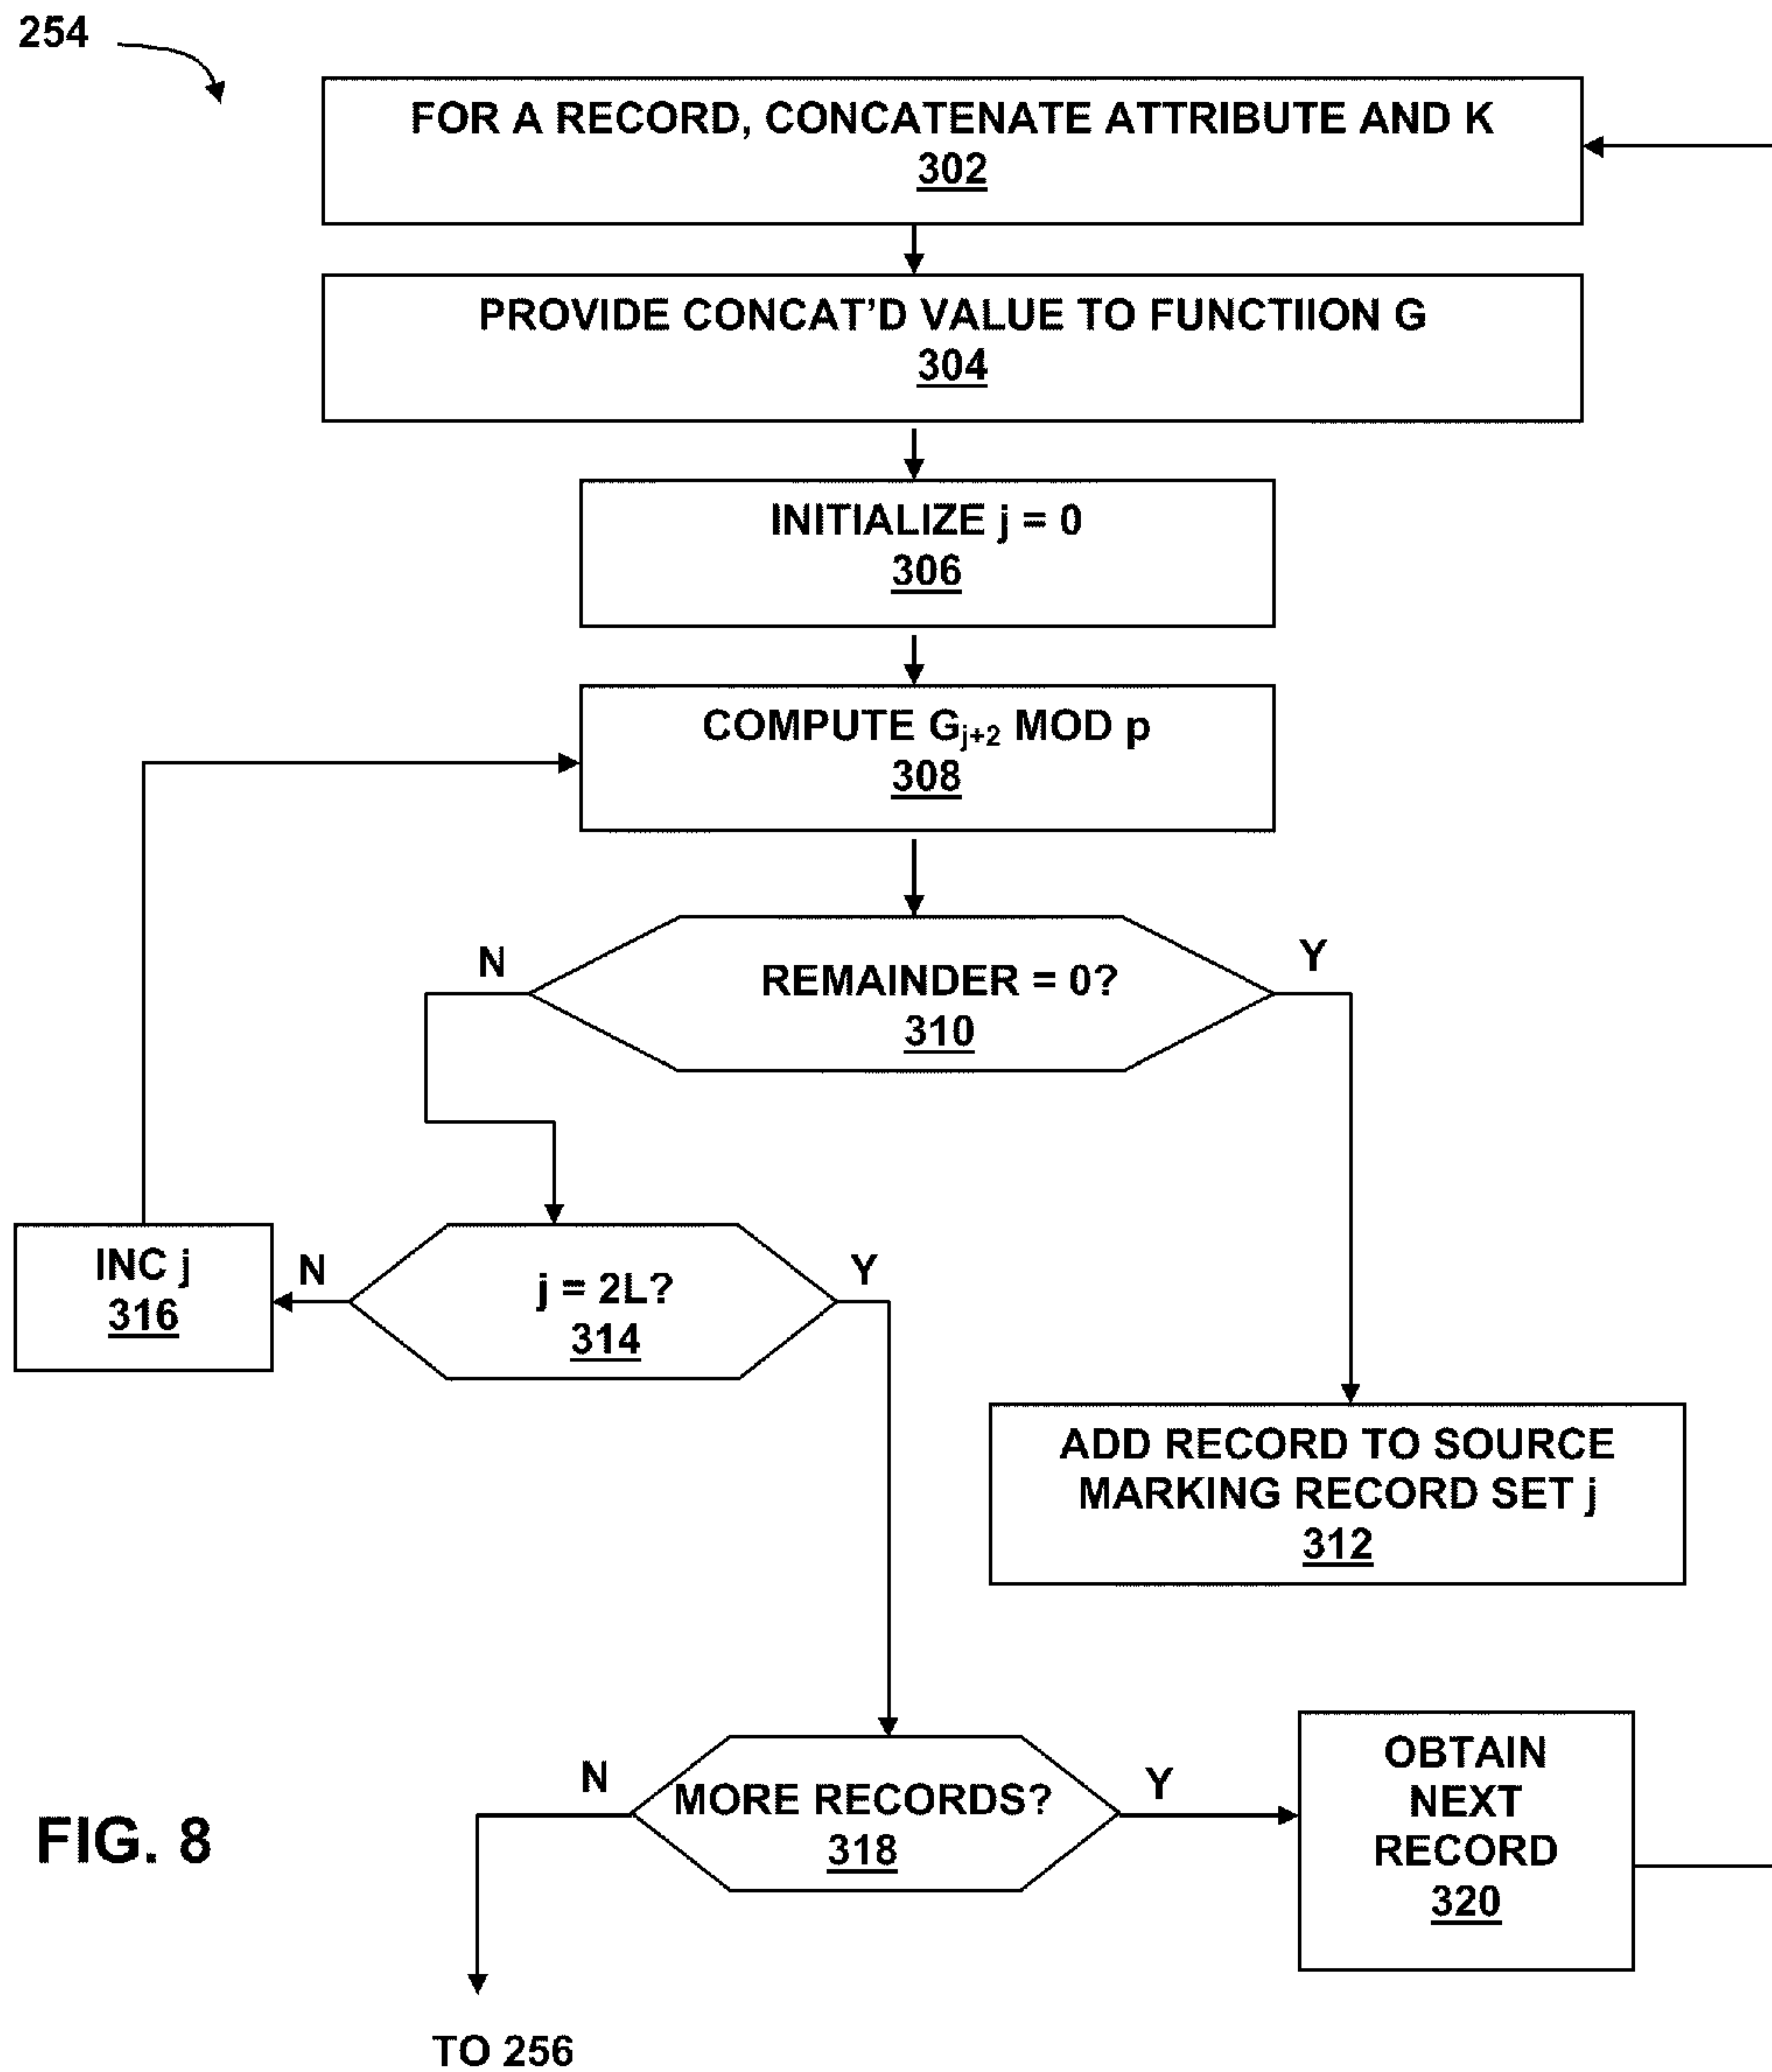 254
FOR A RECORD, CONCATENATE ATTRIBUTE AND K
302
PROVIDE CONCAT'D VALUE TO FUNCTIION G
304
INITIALIZE j = 0
306
COMPUTE Gj+2 MOD p
308
N
Y
REMAINDER = 0?
310
INC j
316
N
j = 2L?
314
Y
ADD RECORD TO SOURCE
MARKING RECORD SET j
312
N
MORE RECORDS?
318
Y
OBTAIN
NEXT
RECORD
320
FIG. 8
TO 256